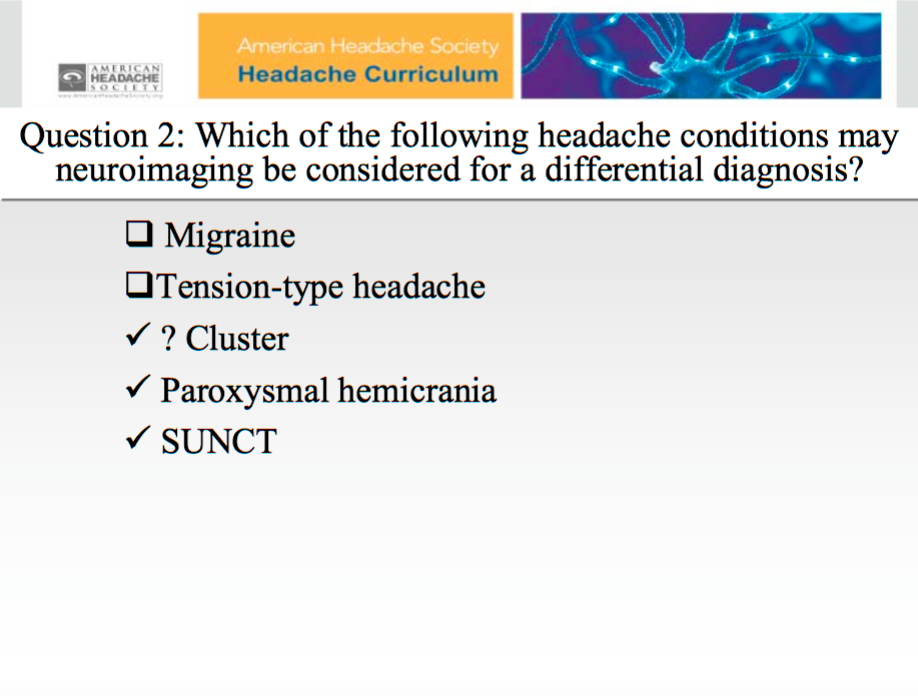 American Headache Society
Headache Curriculum
AMERICAN
HEADACHE
SOCIETY
www.AmericanHeadacheSociety.org
Question 2: Which of the following headache conditions may
neuroimaging be considered for a differential diagnosis?
❑ Migraine
❑Tension-type headache
✓ ? Cluster
✓ Paroxysmal hemicrania
✓ SUNCT